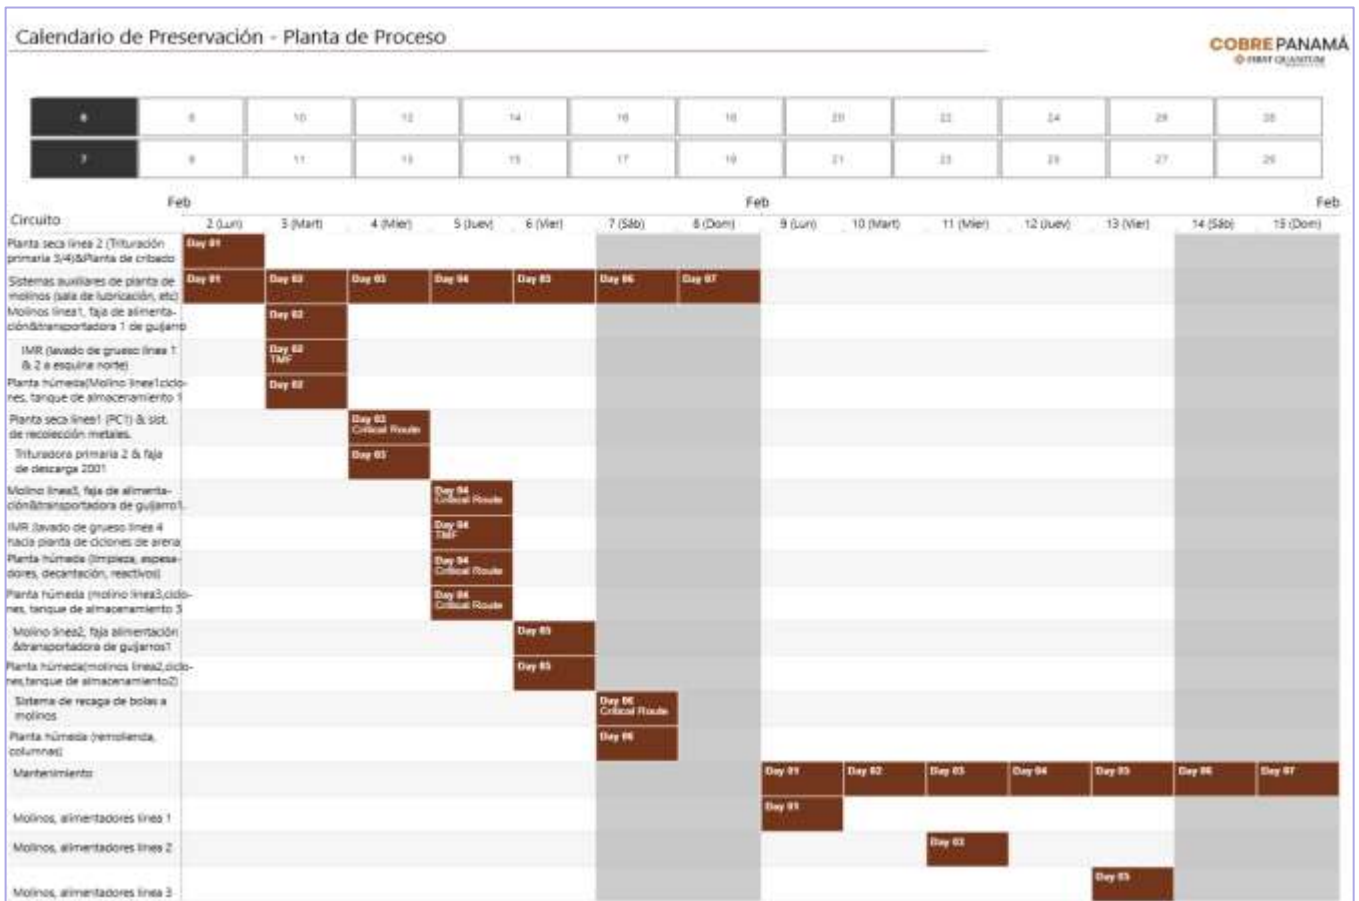 Calendario de Preservación - Planta de Proceso
COBRE PANAMÁ
FIRST QUANTUM
6 8 10 12 14 16 18 20 22 24 28
7 9 11 13 15 17 19 21 23 25 27 29
Feb Feb Feb
Circuito 2 (Lun) 3 (Mart) 4 (Mier) 5 (Juev) 6 (Vier) 7 (Sáb) 8 (Dom) 9 (Lun) 10 (Mart) 11 (Mier) 12 (Juev) 13 (Vier) 14 (Sáb) 15 (Dom)
Planta seca línea 2 (Trituración
primaria 3/4)&Planta de cribado
Day 01
Sistemas auxiliares de planta de
molinos (sala de lubricación, etc)
Day 01 Day 02 Day 03 Day 04 Day 05 Day 06 Day 07
Molinos línea1, faja de alimenta-
ción&transportadora 1 de guijarro
Day 02
IMR (lavado de grueso línea 1
& 2 a esquina norte)
Day 02
TMF
Planta húmeda(Molino línea1ciclo-
nes, tanque de almacenamiento 1
Day 02
Planta seca línea1 (PC1) & sist.
de recolección metales.
Day 03
Critical Route
Trituradora primaria 2 & faja
de descarga 2001
Day 03
Molino línea3, faja de alimenta-
ción&transportadora de guijarro1.
Day 04
Critical Route
IMR (lavado de grueso línea 4
hacia planta de ciclones de arena
Day 04
TMF
Planta húmeda (limpieza, espesa-
dores, decantación, reactivos)
Day 04
Critical Route
Planta húmeda (molino línea3,ciclo-
nes, tanque de almacenamiento 3
Day 04
Critical Route
Molino línea2, faja alimentación
&transportadora de guijarros1
Day 05
Planta húmeda(molinos línea2,ciclo-
nes,tanque de almacenamiento2)
Day 05
Sistema de recaga de bolas a
molinos
Day 06
Critical Route
Planta húmeda (remolienda,
columnas)
Day 06
Mantenimiento
Day 01 Day 02 Day 03 Day 04 Day 05 Day 06 Day 07
Molinos, alimentadores línea 1
Day 01
Molinos, alimentadores línea 2
Day 03
Molinos, alimentadores línea 3
Day 05